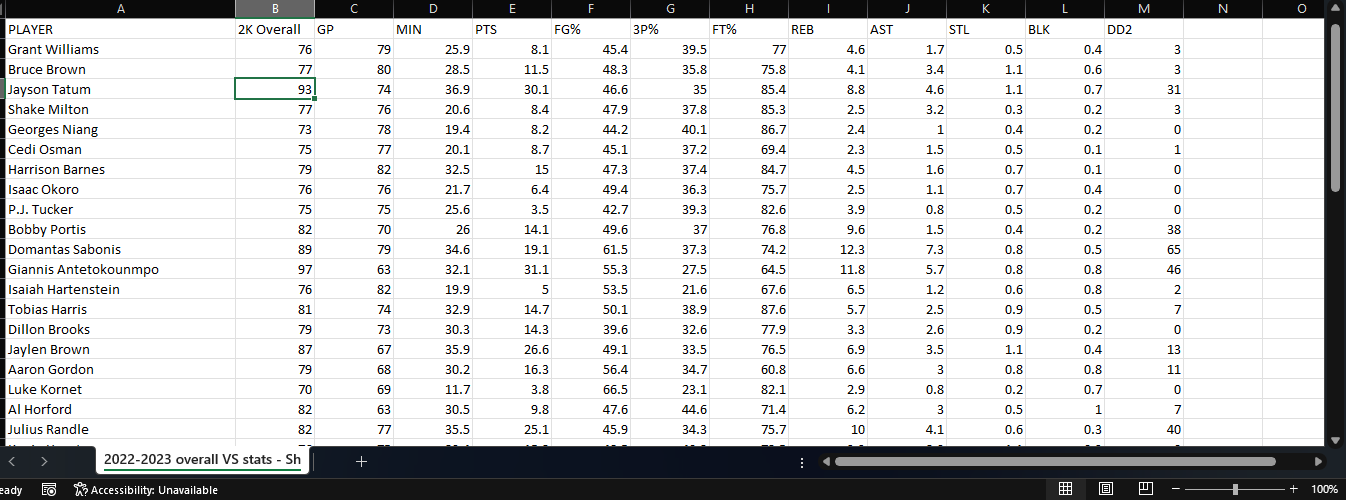 A B C D E F G H I J K L M N O
PLAYER 2K Overall GP MIN PTS FG% 3P% FT% REB AST STL BLK DD2
Grant Williams 76 79 25.9 8.1 45.4 39.5 77 4.6 1.7 0.5 0.4 3
Bruce Brown 77 80 28.5 11.5 48.3 35.8 75.8 4.1 3.4 1.1 0.6 3
Jayson Tatum 93 74 36.9 30.1 46.6 35 85.4 8.8 4.6 1.1 0.7 31
Shake Milton 77 76 20.6 8.4 47.9 37.8 85.3 2.5 3.2 0.3 0.2 3
Georges Niang 73 78 19.4 8.2 44.2 40.1 86.7 2.4 1 0.4 0.2 0
Cedi Osman 75 77 20.1 8.7 45.1 37.2 69.4 2.3 1.5 0.5 0.1 1
Harrison Barnes 79 82 32.5 15 47.3 37.4 84.7 4.5 1.6 0.7 0.1 0
Isaac Okoro 76 76 21.7 6.4 49.4 36.3 75.7 2.5 1.1 0.7 0.4 0
P.J. Tucker 75 75 25.6 3.5 42.7 39.3 82.6 3.9 0.8 0.5 0.2 0
Bobby Portis 82 70 26 14.1 49.6 37 76.8 9.6 1.5 0.4 0.2 38
Domantas Sabonis 89 79 34.6 19.1 61.5 37.3 74.2 12.3 7.3 0.8 0.5 65
Giannis Antetokounmpo 97 63 32.1 31.1 55.3 27.5 64.5 11.8 5.7 0.8 0.8 46
Isaiah Hartenstein 76 82 19.9 5 53.5 21.6 67.6 6.5 1.2 0.6 0.8 2
Tobias Harris 81 74 32.9 14.7 50.1 38.9 87.6 5.7 2.5 0.9 0.5 7
Dillon Brooks 79 73 30.3 14.3 39.6 32.6 77.9 3.3 2.6 0.9 0.2 0
Jaylen Brown 87 67 35.9 26.6 49.1 33.5 76.5 6.9 3.5 1.1 0.4 13
Aaron Gordon 79 68 30.2 16.3 56.4 34.7 60.8 6.6 3 0.8 0.8 11
Luke Kornet 70 69 11.7 3.8 66.5 23.1 82.1 2.9 0.8 0.2 0.7 0
Al Horford 82 63 30.5 9.8 47.6 44.6 71.4 6.2 3 0.5 1 7
Julius Randle 82 77 35.5 25.1 45.9 34.3 75.7 10 4.1 0.6 0.3 40
2022-2023 overall VS stats - Sh
eady Accessibility: Unavailable 100%